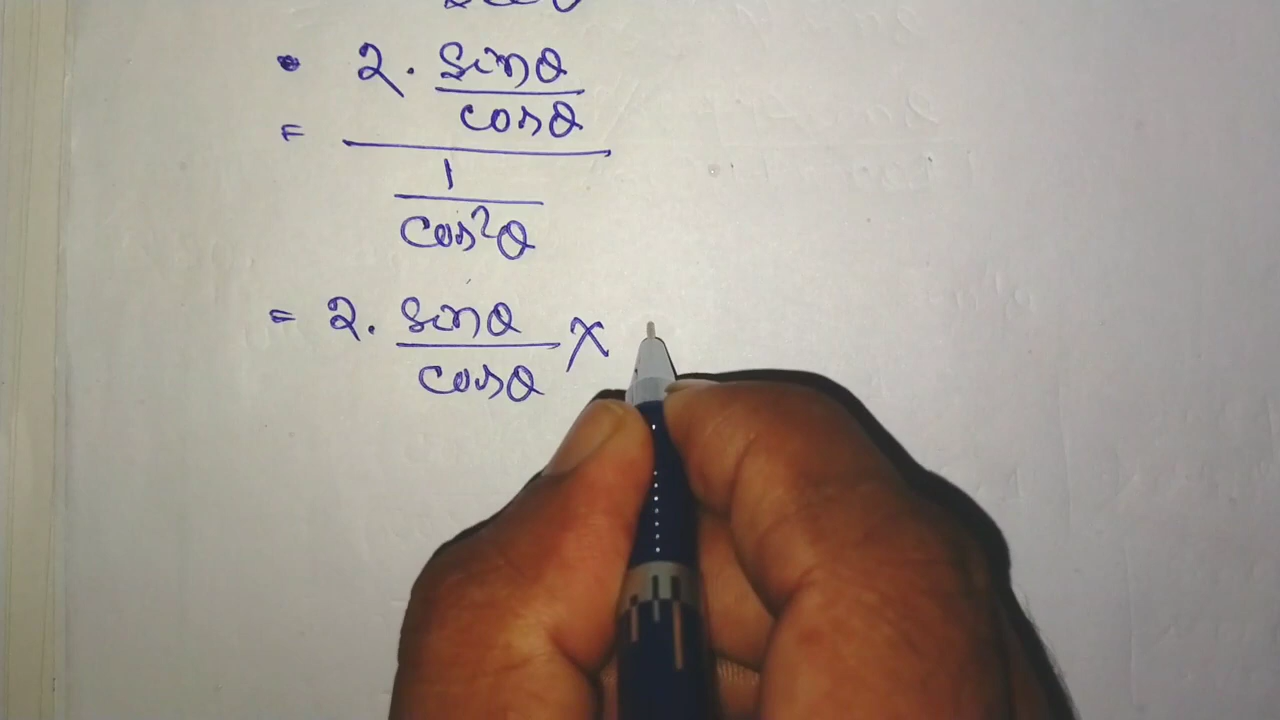 • 2 . sinθ
cosθ
=
1
cos²θ
= 2 . sinθ ×
cosθ